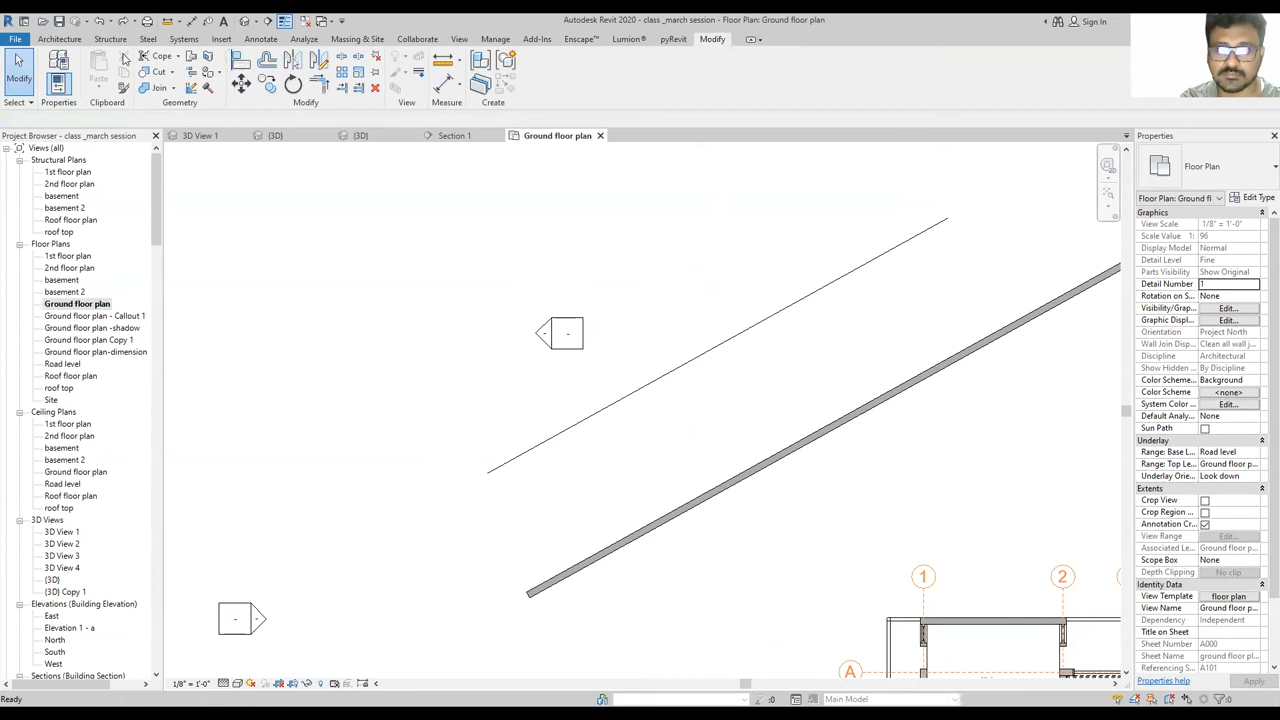 Autodesk Revit 2020 - class _march session - Floor Plan: Ground floor plan
Sign In
File Architecture Structure Steel Systems Insert Annotate Analyze Massing & Site Collaborate View Manage Add-Ins Enscape™ Lumion® pyRevit Modify
Modify
Paste
Cope
Cut
Join
Select Properties Clipboard Geometry Modify View Measure Create
Project Browser - class _march session
3D View 1 {3D} {3D} Section 1 Ground floor plan
Properties
Views (all)
Structural Plans
1st floor plan
2nd floor plan
basement
basement 2
Roof floor plan
roof top
Floor Plans
1st floor plan
2nd floor plan
basement
basement 2
Ground floor plan
Ground floor plan - Callout 1
Ground floor plan -shadow
Ground floor plan Copy 1
Ground floor plan-dimension
Road level
Roof floor plan
roof top
Site
Ceiling Plans
1st floor plan
2nd floor plan
basement
basement 2
Ground floor plan
Road level
Roof floor plan
roof top
3D Views
3D View 1
3D View 2
3D View 3
3D View 4
{3D}
{3D} Copy 1
Elevations (Building Elevation)
East
Elevation 1 - a
North
South
West
Sections (Building Section)
1 2
A
Floor Plan
Floor Plan: Ground fl Edit Type
Graphics
View Scale 1/8" = 1'-0"
Scale Value 1: 96
Display Model Normal
Detail Level Fine
Parts Visibility Show Original
Detail Number 1
Rotation on S... None
Visibility/Grap... Edit...
Graphic Displ... Edit...
Orientation Project North
Wall Join Disp... Clean all wall j...
Discipline Architectural
Show Hidden ... By Discipline
Color Scheme... Background
Color Scheme <none>
System Color ... Edit...
Default Analy... None
Sun Path
Underlay
Range: Base L... Road level
Range: Top Le... Ground floor p...
Underlay Orie... Look down
Extents
Crop View
Crop Region ...
Annotation Cr...
View Range Edit...
Associated Le... Ground floor p...
Scope Box None
Depth Clipping No clip
Identity Data
View Template floor plan
View Name Ground floor p...
Dependency Independent
Title on Sheet
Sheet Number A000
Sheet Name ground floor pl...
Referencing S... A101
Properties help Apply
1/8" = 1'-0"
Ready
:0 Main Model :0